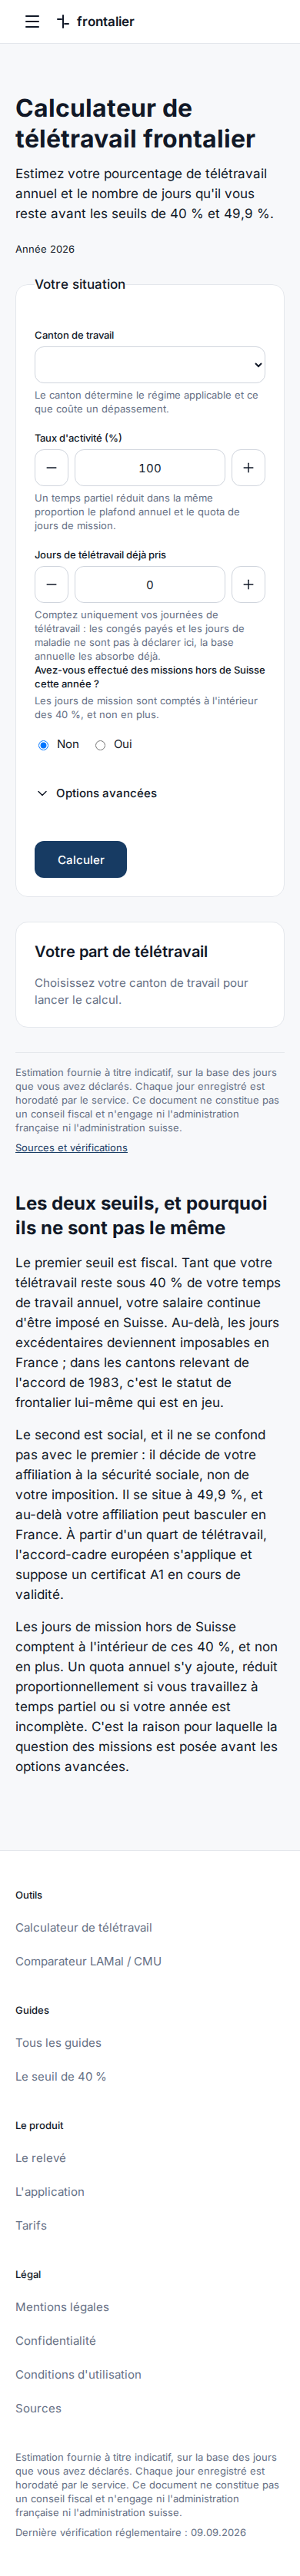 frontalier
Calculateur de
télétravail frontalier
Estimez votre pourcentage de télétravail
annuel et le nombre de jours qu'il vous
reste avant les seuils de 40 % et 49,9 %.
Année 2026
Votre situation
Canton de travail
Le canton détermine le régime applicable et ce
que coûte un dépassement.
Taux d'activité (%)
100
Un temps partiel réduit dans la même
proportion le plafond annuel et le quota de
jours de mission.
Jours de télétravail déjà pris
0
Comptez uniquement vos journées de
télétravail : les congés payés et les jours de
maladie ne sont pas à déclarer ici, la base
annuelle les absorbe déjà.
Avez-vous effectué des missions hors de Suisse
cette année ?
Les jours de mission sont comptés à l'intérieur
des 40 %, et non en plus.
Non Oui
Options avancées
Calculer
Votre part de télétravail
Choisissez votre canton de travail pour
lancer le calcul.
Estimation fournie à titre indicatif, sur la base des jours
que vous avez déclarés. Chaque jour enregistré est
horodaté par le service. Ce document ne constitue pas
un conseil fiscal et n'engage ni l'administration
française ni l'administration suisse.
Sources et vérifications
Les deux seuils, et pourquoi
ils ne sont pas le même
Le premier seuil est fiscal. Tant que votre
télétravail reste sous 40 % de votre temps
de travail annuel, votre salaire continue
d'être imposé en Suisse. Au-delà, les jours
excédentaires deviennent imposables en
France ; dans les cantons relevant de
l'accord de 1983, c'est le statut de
frontalier lui-même qui est en jeu.
Le second est social, et il ne se confond
pas avec le premier : il décide de votre
affiliation à la sécurité sociale, non de
votre imposition. Il se situe à 49,9 %, et
au-delà votre affiliation peut basculer en
France. À partir d'un quart de télétravail,
l'accord-cadre européen s'applique et
suppose un certificat A1 en cours de
validité.
Les jours de mission hors de Suisse
comptent à l'intérieur de ces 40 %, et non
en plus. Un quota annuel s'y ajoute, réduit
proportionnellement si vous travaillez à
temps partiel ou si votre année est
incomplète. C'est la raison pour laquelle la
question des missions est posée avant les
options avancées.
Outils
Calculateur de télétravail
Comparateur LAMal / CMU
Guides
Tous les guides
Le seuil de 40 %
Le produit
Le relevé
L'application
Tarifs
Légal
Mentions légales
Confidentialité
Conditions d'utilisation
Sources
Estimation fournie à titre indicatif, sur la base des jours
que vous avez déclarés. Chaque jour enregistré est
horodaté par le service. Ce document ne constitue pas
un conseil fiscal et n'engage ni l'administration
française ni l'administration suisse.
Dernière vérification réglementaire : 09.09.2026